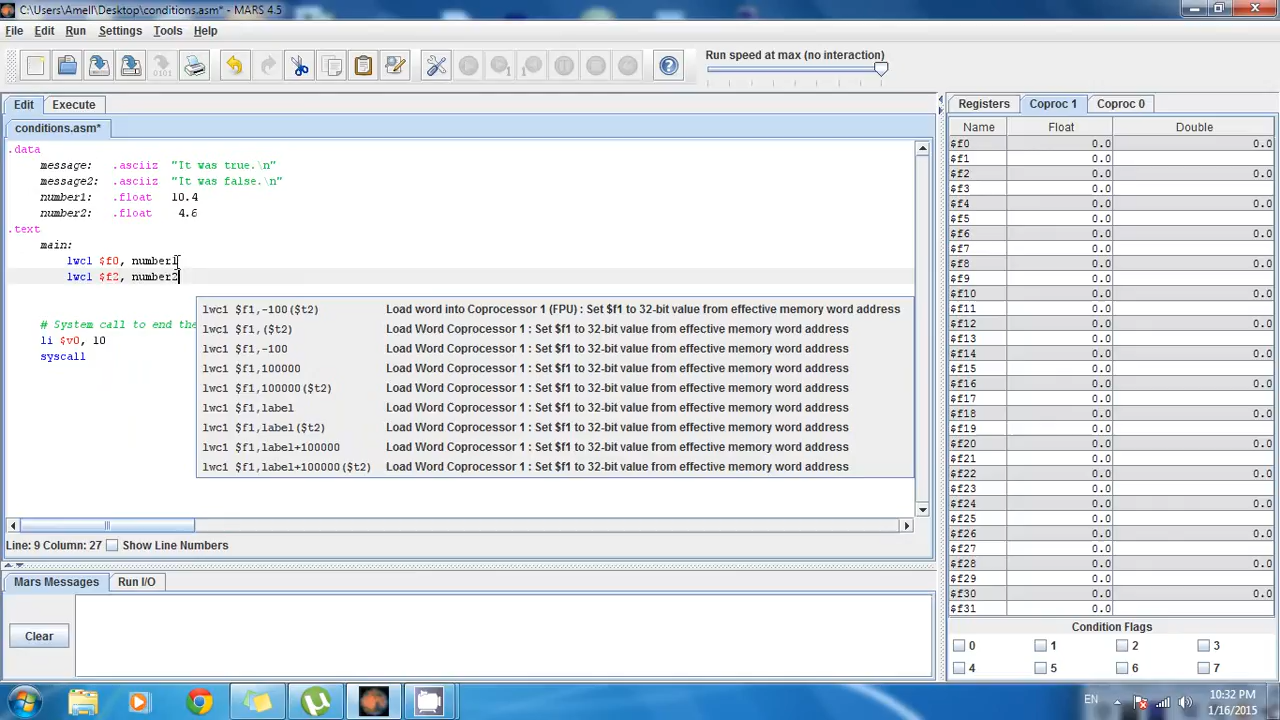 C:\Users\Amell\Desktop\conditions.asm* - MARS 4.5
File Edit Run Settings Tools Help
Run speed at max (no interaction)
Edit Execute
conditions.asm*
.data
message: .asciiz "It was true.\n"
message2: .asciiz "It was false.\n"
number1: .float 10.4
number2: .float 4.6
.text
main:
lwc1 $f0, number1
lwc1 $f2, number2
# System call to end the
li $v0, 10
syscall
lwc1 $f1,-100($t2) Load word into Coprocessor 1 (FPU) : Set $f1 to 32-bit value from effective memory word address
lwc1 $f1,($t2) Load Word Coprocessor 1 : Set $f1 to 32-bit value from effective memory word address
lwc1 $f1,-100 Load Word Coprocessor 1 : Set $f1 to 32-bit value from effective memory word address
lwc1 $f1,100000 Load Word Coprocessor 1 : Set $f1 to 32-bit value from effective memory word address
lwc1 $f1,100000($t2) Load Word Coprocessor 1 : Set $f1 to 32-bit value from effective memory word address
lwc1 $f1,label Load Word Coprocessor 1 : Set $f1 to 32-bit value from effective memory word address
lwc1 $f1,label($t2) Load Word Coprocessor 1 : Set $f1 to 32-bit value from effective memory word address
lwc1 $f1,label+100000 Load Word Coprocessor 1 : Set $f1 to 32-bit value from effective memory word address
lwc1 $f1,label+100000($t2) Load Word Coprocessor 1 : Set $f1 to 32-bit value from effective memory word address
Line: 9 Column: 27 Show Line Numbers
Mars Messages Run I/O
Clear
Registers Coproc 1 Coproc 0
Name Float Double
$f0 0.0 0.0
$f1 0.0
$f2 0.0 0.0
$f3 0.0
$f4 0.0 0.0
$f5 0.0
$f6 0.0 0.0
$f7 0.0
$f8 0.0 0.0
$f9 0.0
$f10 0.0 0.0
$f11 0.0
$f12 0.0 0.0
$f13 0.0
$f14 0.0 0.0
$f15 0.0
$f16 0.0 0.0
$f17 0.0
$f18 0.0 0.0
$f19 0.0
$f20 0.0 0.0
$f21 0.0
$f22 0.0 0.0
$f23 0.0
$f24 0.0 0.0
$f25 0.0
$f26 0.0 0.0
$f27 0.0
$f28 0.0 0.0
$f29 0.0
$f30 0.0 0.0
$f31 0.0
Condition Flags
0 1 2 3
4 5 6 7
EN
10:32 PM
1/16/2015